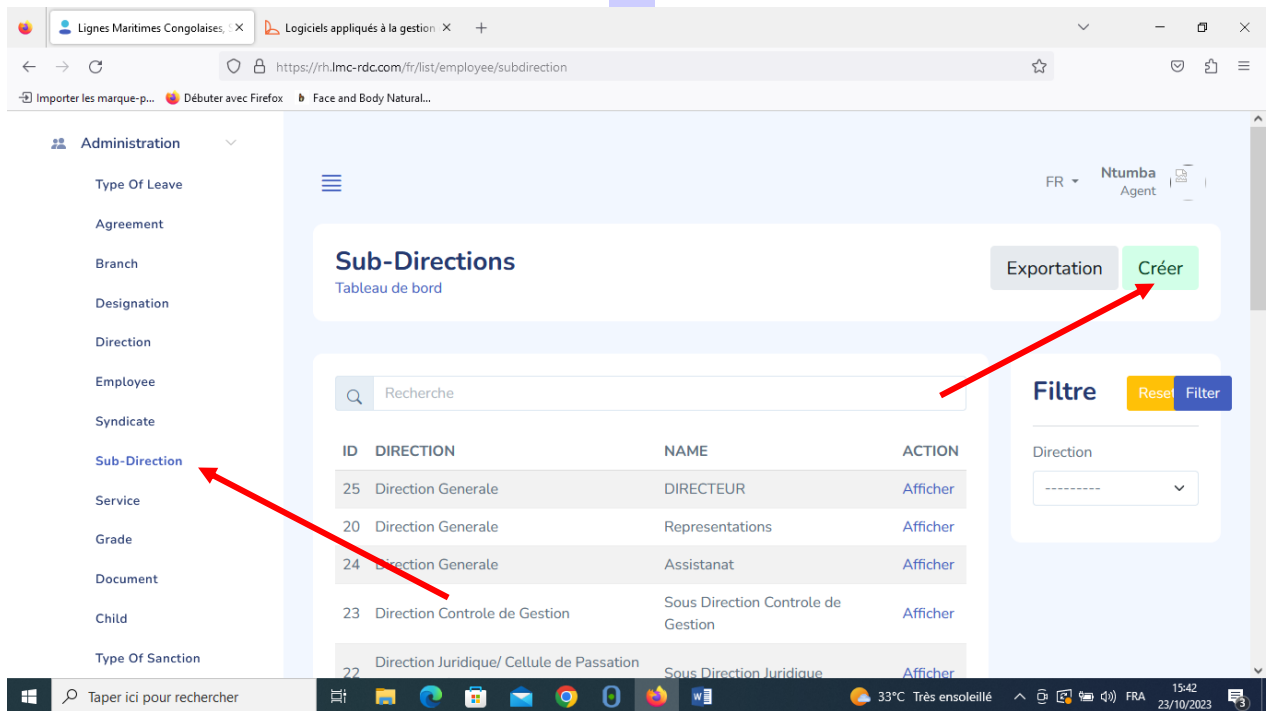 Lignes Maritimes Congolaises, S
Logiciels appliqués à la gestion
https://rh.lmc-rdc.com/fr/list/employee/subdirection
Importer les marque-p...
Débuter avec Firefox
Face and Body Natural...
Administration
Type Of Leave
Agreement
Branch
Designation
Direction
Employee
Syndicate
Sub-Direction
Service
Grade
Document
Child
Type Of Sanction
FR
Ntumba
Agent
Sub-Directions
Tableau de bord
Exportation
Créer
Recherche
ID DIRECTION NAME ACTION
25 Direction Generale DIRECTEUR Afficher
20 Direction Generale Representations Afficher
24 Direction Generale Assistanat Afficher
23 Direction Controle de Gestion Sous Direction Controle de Gestion Afficher
22 Direction Juridique/ Cellule de Passation Sous Direction Juridique Afficher
Filtre
Reset
Filter
Direction
---------
Taper ici pour rechercher
33°C Très ensoleillé
FRA
15:42
23/10/2023
3